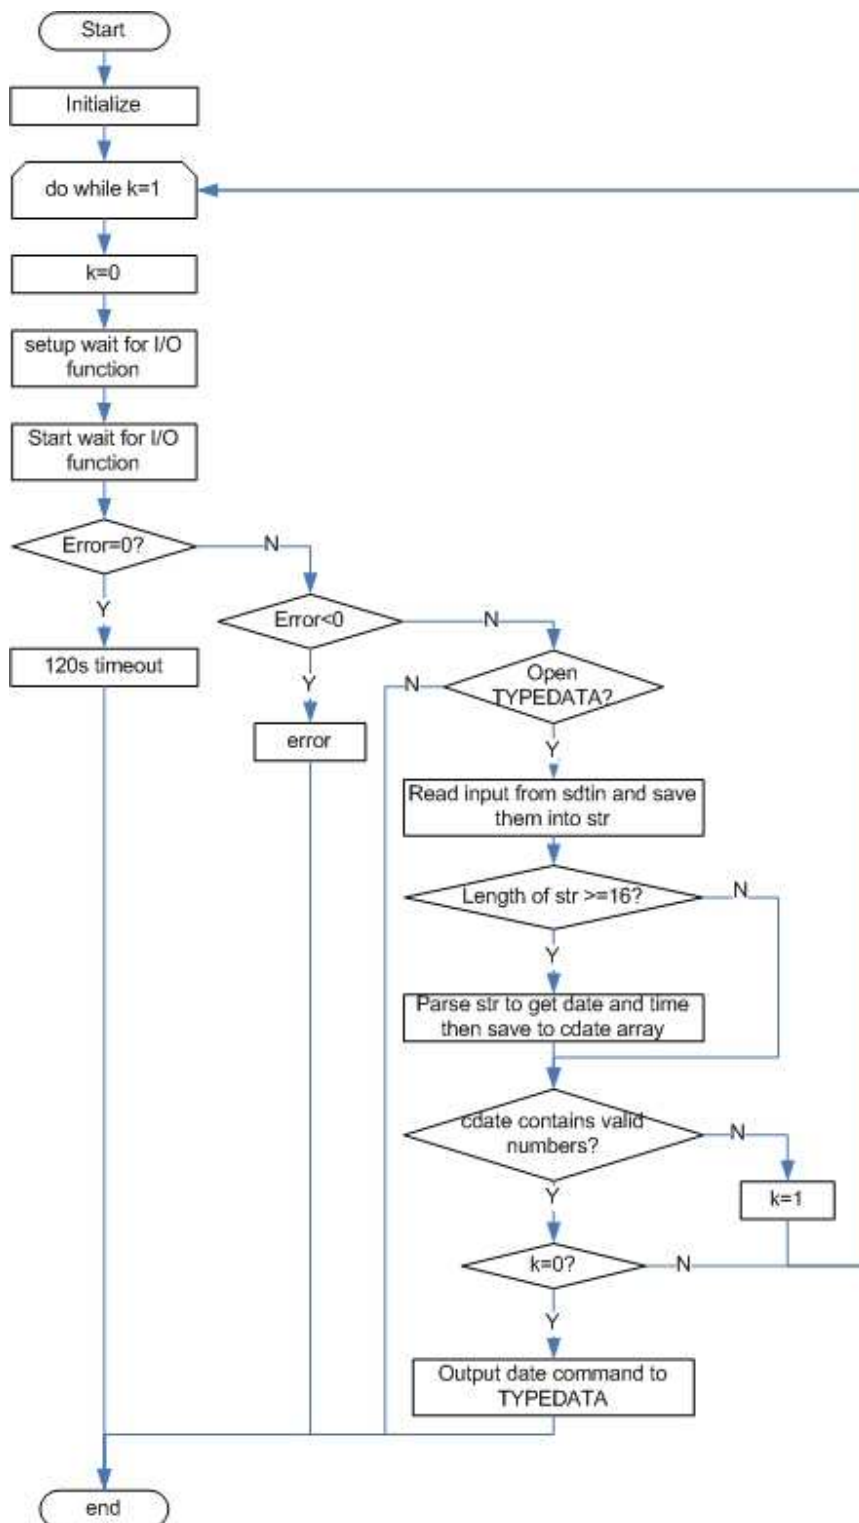 Start
Initialize
do while k=1
k=0
setup wait for I/O
function
Start wait for I/O
function
Error=0?
N
Y
Error<0
N
120s timeout
Y
Open
TYPEDATA?
N
error
Y
Read input from sdtin and save
them into str
Length of str >=16?
N
Y
Parse str to get date and time
then save to cdate array
cdate contains valid
numbers?
N
Y
k=1
k=0?
N
Y
Output date command to
TYPEDATA
end